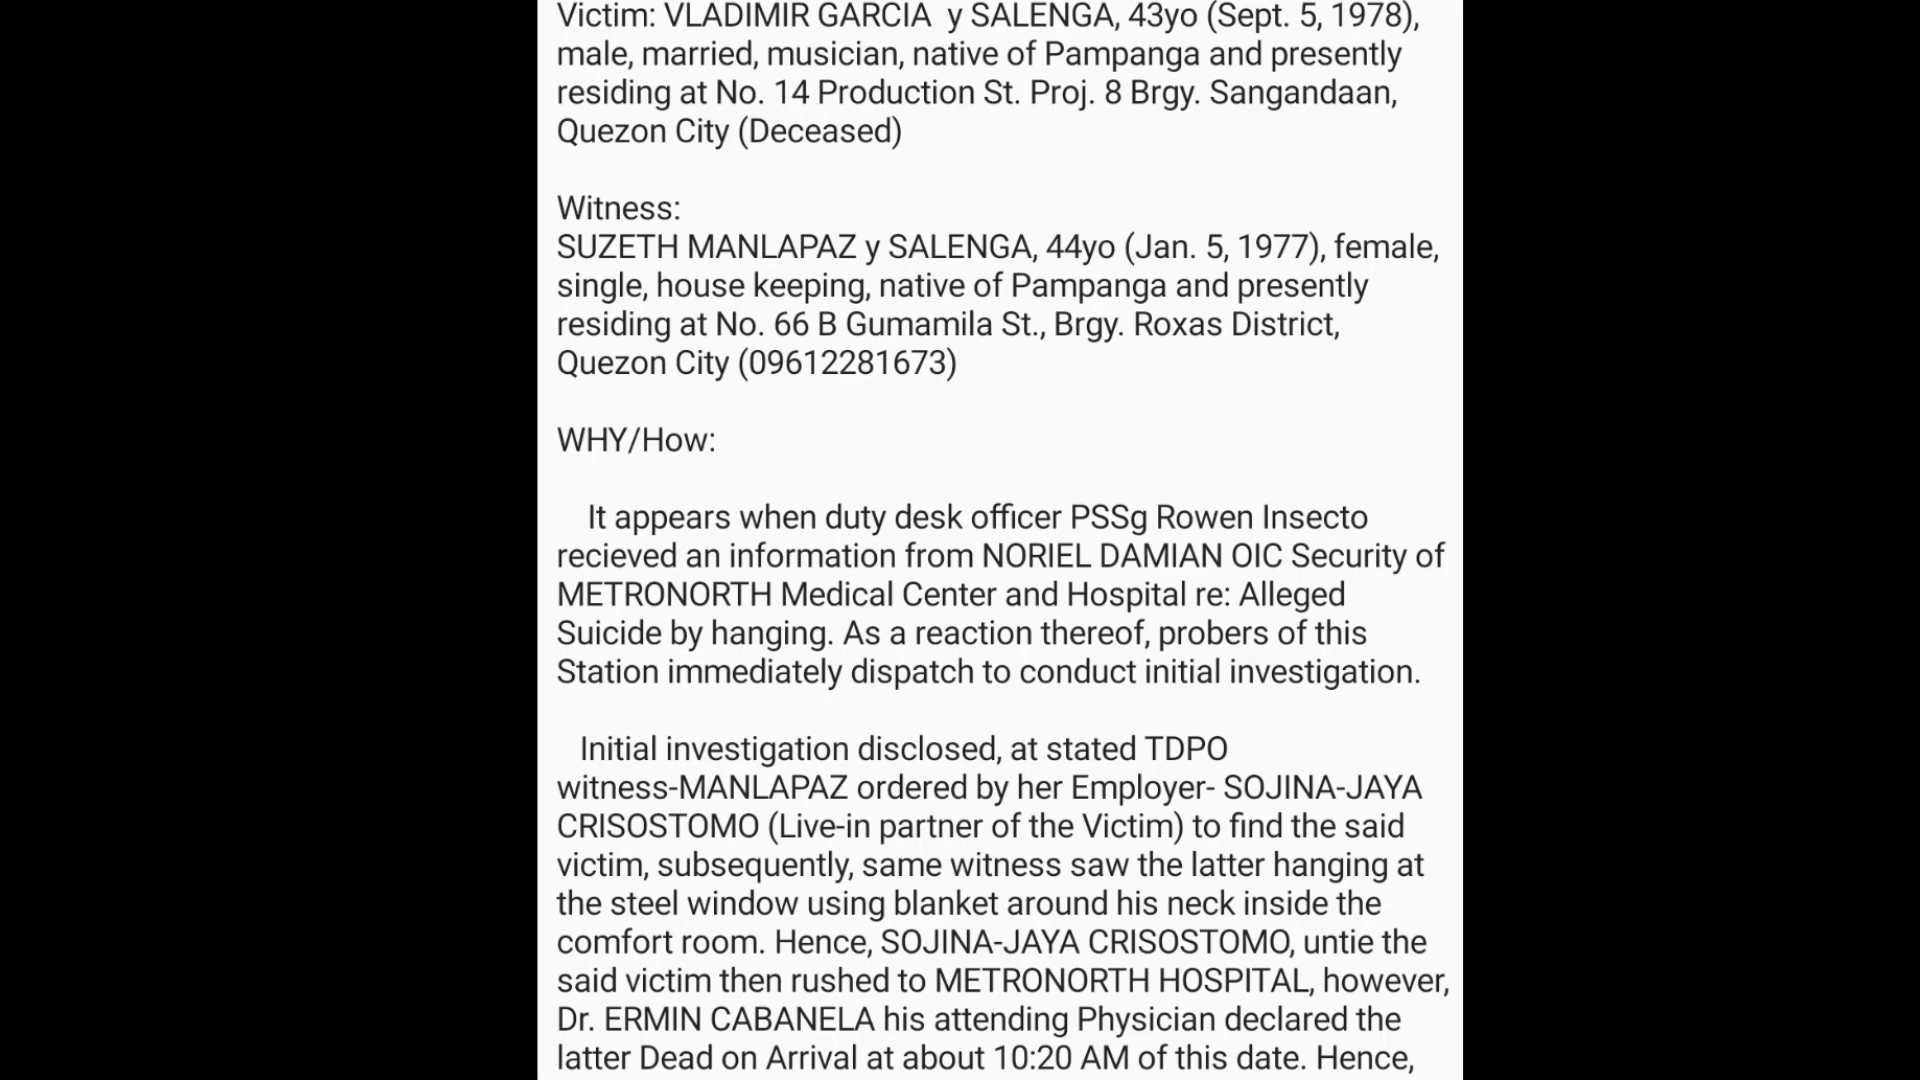 Victim: VLADIMIR GARCIA y SALENGA, 43yo (Sept. 5, 1978),
male, married, musician, native of Pampanga and presently
residing at No. 14 Production St. Proj. 8 Brgy. Sangandaan,
Quezon City (Deceased)
Witness:
SUZETH MANLAPAZ y SALENGA, 44yo (Jan. 5, 1977), female,
single, house keeping, native of Pampanga and presently
residing at No. 66 B Gumamila St., Brgy. Roxas District,
Quezon City (09612281673)
WHY/How:
It appears when duty desk officer PSSg Rowen Insecto
recieved an information from NORIEL DAMIAN OIC Security of
METRONORTH Medical Center and Hospital re: Alleged
Suicide by hanging. As a reaction thereof, probers of this
Station immediately dispatch to conduct initial investigation.
Initial investigation disclosed, at stated TDPO
witness-MANLAPAZ ordered by her Employer- SOJINA-JAYA
CRISOSTOMO (Live-in partner of the Victim) to find the said
victim, subsequently, same witness saw the latter hanging at
the steel window using blanket around his neck inside the
comfort room. Hence, SOJINA-JAYA CRISOSTOMO, untie the
said victim then rushed to METRONORTH HOSPITAL, however,
Dr. ERMIN CABANELA his attending Physician declared the
latter Dead on Arrival at about 10:20 AM of this date. Hence,